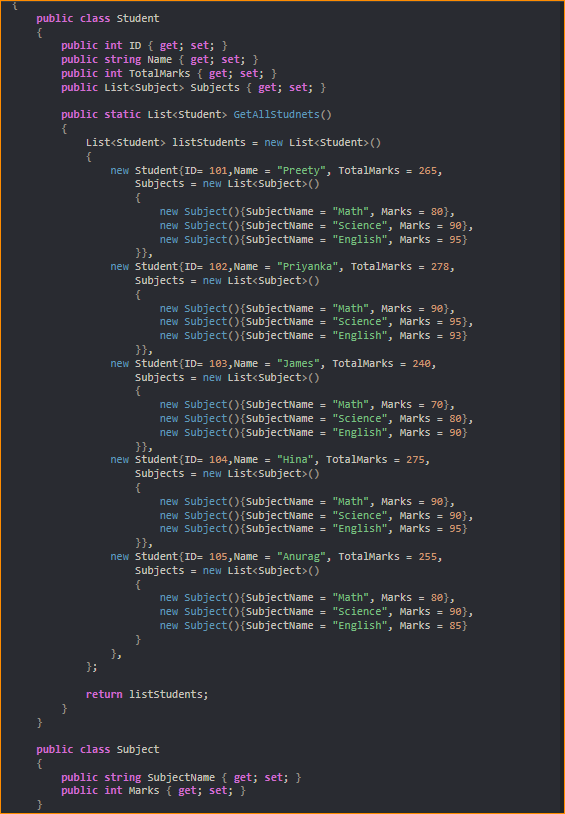 {
public class Student
{
public int ID { get; set; }
public string Name { get; set; }
public int TotalMarks { get; set; }
public List<Subject> Subjects { get; set; }
public static List<Student> GetAllStudnets()
{
List<Student> listStudents = new List<Student>()
{
new Student{ID= 101,Name = "Preety", TotalMarks = 265,
Subjects = new List<Subject>()
{
new Subject(){SubjectName = "Math", Marks = 80},
new Subject(){SubjectName = "Science", Marks = 90},
new Subject(){SubjectName = "English", Marks = 95}
}},
new Student{ID= 102,Name = "Priyanka", TotalMarks = 278,
Subjects = new List<Subject>()
{
new Subject(){SubjectName = "Math", Marks = 90},
new Subject(){SubjectName = "Science", Marks = 95},
new Subject(){SubjectName = "English", Marks = 93}
}},
new Student{ID= 103,Name = "James", TotalMarks = 240,
Subjects = new List<Subject>()
{
new Subject(){SubjectName = "Math", Marks = 70},
new Subject(){SubjectName = "Science", Marks = 80},
new Subject(){SubjectName = "English", Marks = 90}
}},
new Student{ID= 104,Name = "Hina", TotalMarks = 275,
Subjects = new List<Subject>()
{
new Subject(){SubjectName = "Math", Marks = 90},
new Subject(){SubjectName = "Science", Marks = 90},
new Subject(){SubjectName = "English", Marks = 95}
}},
new Student{ID= 105,Name = "Anurag", TotalMarks = 255,
Subjects = new List<Subject>()
{
new Subject(){SubjectName = "Math", Marks = 80},
new Subject(){SubjectName = "Science", Marks = 90},
new Subject(){SubjectName = "English", Marks = 85}
}
},
};
return listStudents;
}
}
public class Subject
{
public string SubjectName { get; set; }
public int Marks { get; set; }
}